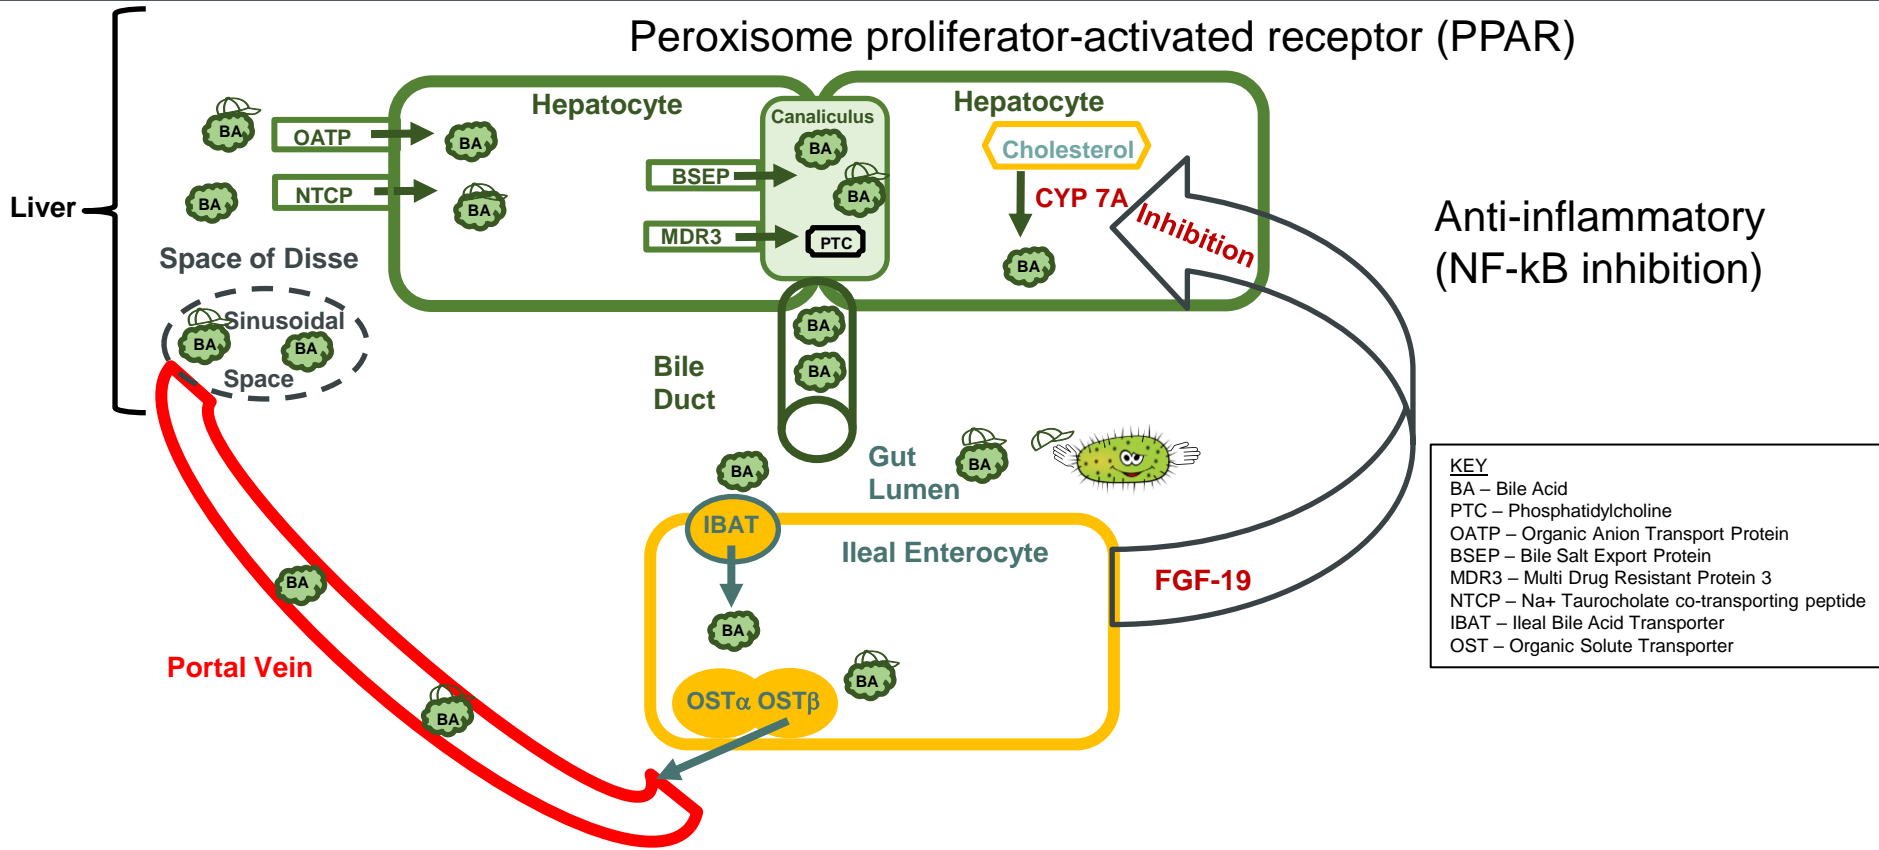 Peroxisome proliferator-activated receptor (PPAR)
Liver
BA
OATP
BA
BA
NTCP
BA
Hepatocyte
Canaliculus
BA
BSEP
BA
MDR3
PTC
Hepatocyte
Cholesterol
CYP 7A
Inhibition
BA
Anti-inflammatory
(NF-kB inhibition)
Space of Disse
Sinusoidal
BA
BA
Space
BA
BA
Bile
Duct
Gut
Lumen
BA
BA
IBAT
Ileal Enterocyte
BA
BA
OSTα OSTβ
FGF-19
BA
Portal Vein
BA
KEY
BA – Bile Acid
PTC – Phosphatidylcholine
OATP – Organic Anion Transport Protein
BSEP – Bile Salt Export Protein
MDR3 – Multi Drug Resistant Protein 3
NTCP – Na+ Taurocholate co-transporting peptide
IBAT – Ileal Bile Acid Transporter
OST – Organic Solute Transporter